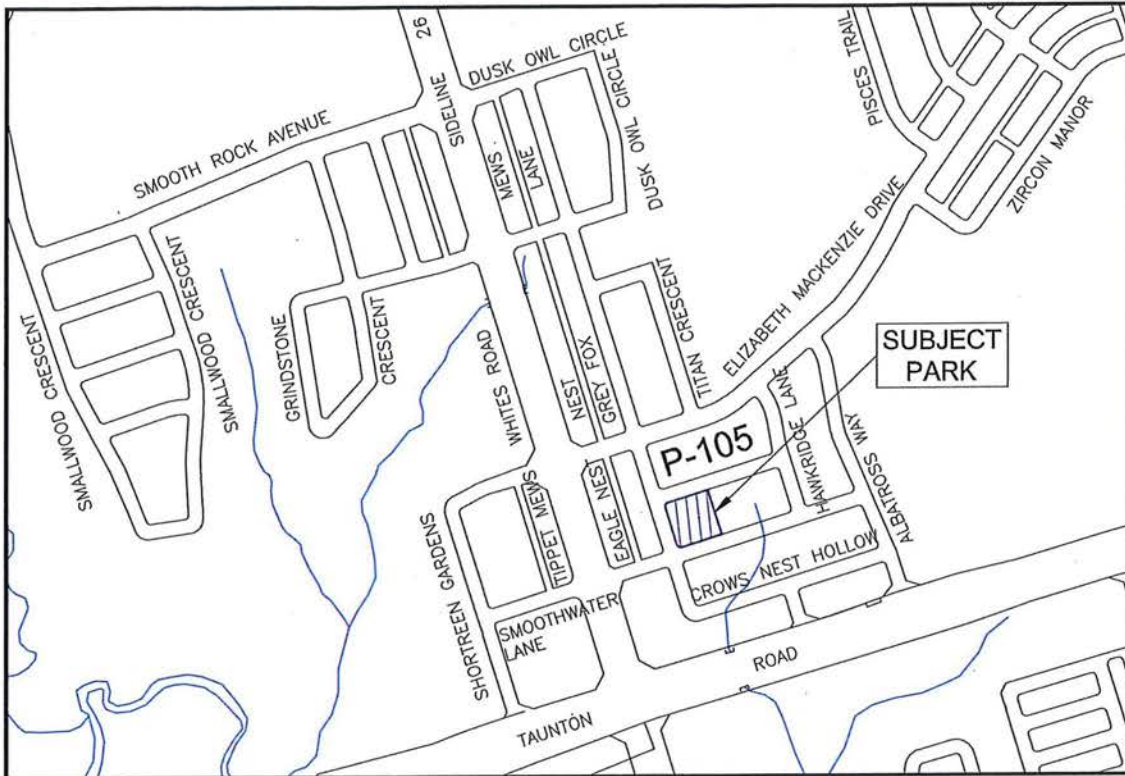 26
SIDELINE
DUSK OWL CIRCLE
DUSK OWL CIRCLE
PISCES TRAIL
SMOOTH ROCK AVENUE
MEWS
LANE
ZIRCON MANOR
ELIZABETH MACKENZIE DRIVE
SMALLWOOD CRESCENT
SMALLWOOD CRESCENT
GRINDSTONE
CRESCENT
WHITES ROAD
NEST
GREY FOX
TITAN CRESCENT
SUBJECT
PARK
P-105
HAWKRIDGE LANE
ALBATROSS WAY
SHORTREEN GARDENS
TIPPET MEWS
EAGLE NEST
CROWS NEST HOLLOW
SMOOTHWATER
LANE
TAUNTON
ROAD